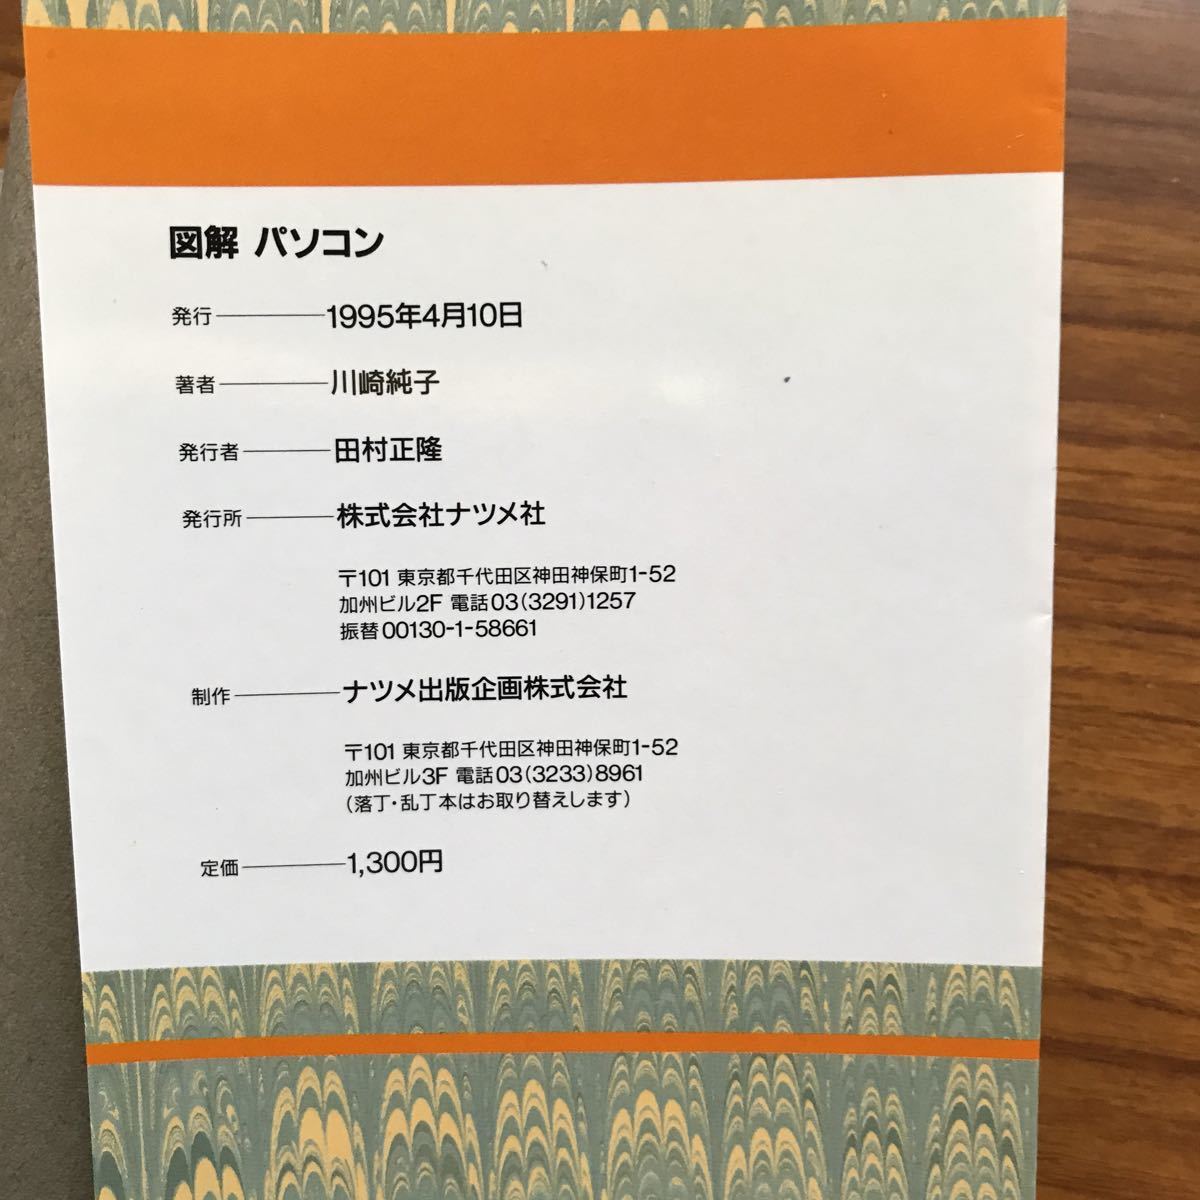 図解 パソコン
発行――1995年4月10日
著者――川崎純子
発行者――田村正隆
発行所――株式会社ナツメ社
〒101 東京都千代田区神田神保町1-52
加州ビル2F 電話03(3291)1257
振替00130-1-58661
制作――ナツメ出版企画株式会社
〒101 東京都千代田区神田神保町1-52
加州ビル3F 電話03(3233)8961
(落丁・乱丁本はお取り替えします)
定価――1,300円